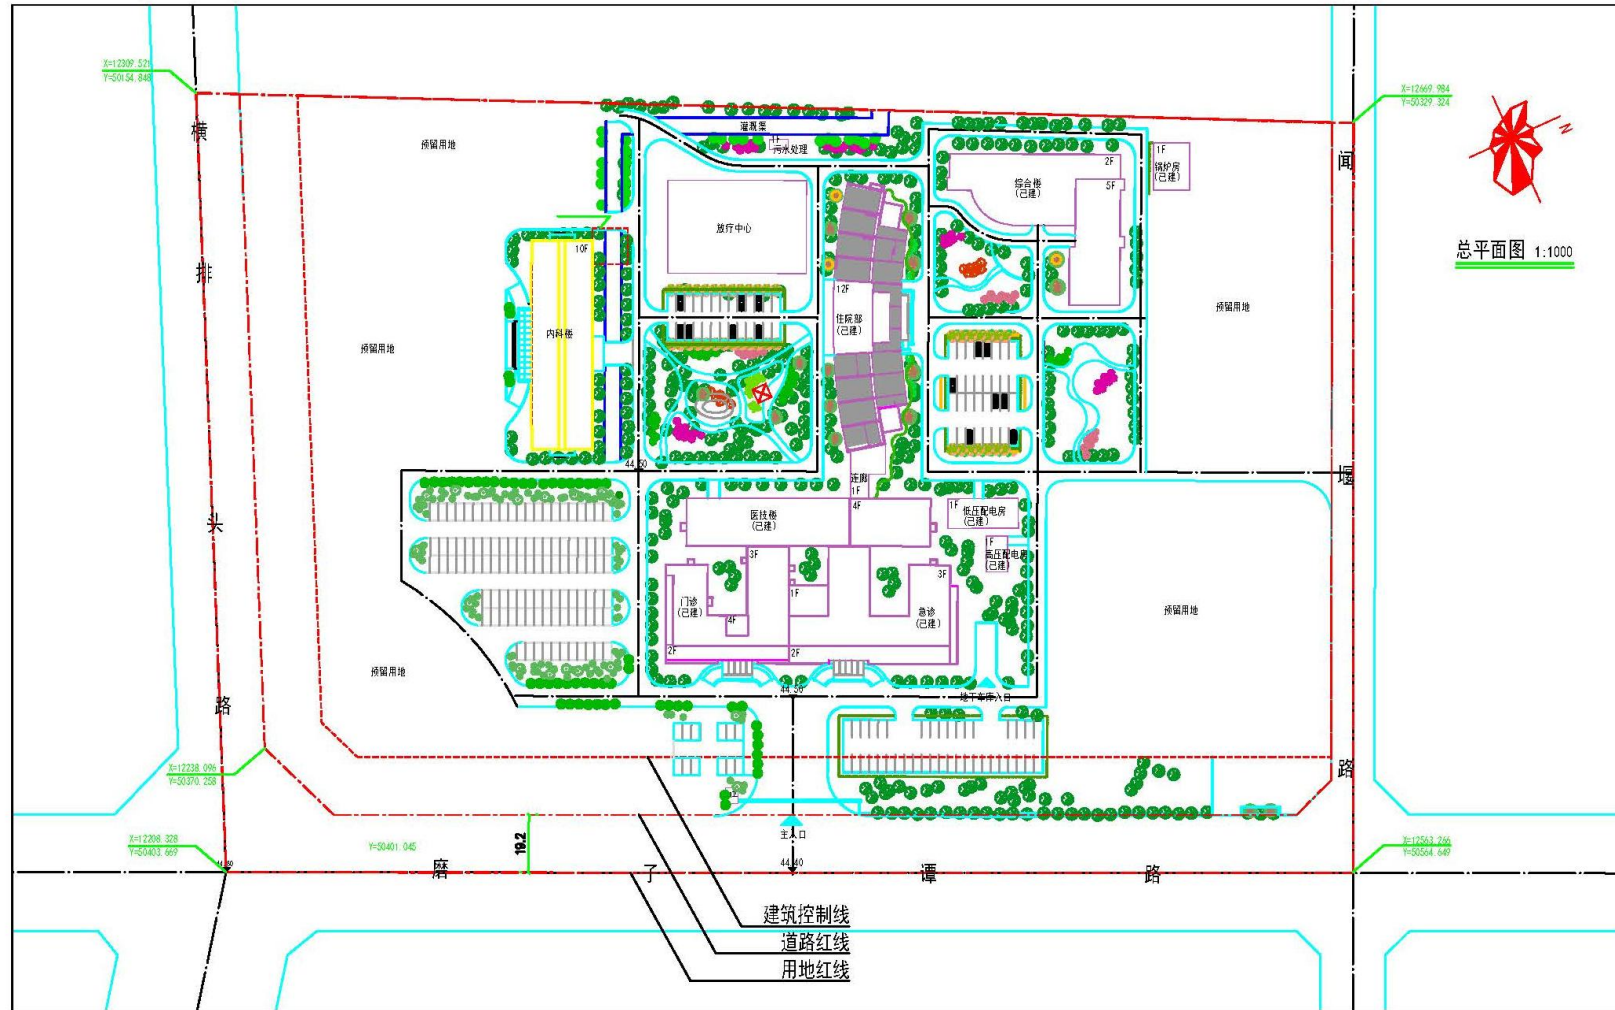 X=12309.521
Y=50154.848
X=12669.984
Y=50329.324
横
排
头
路
闻
堰
路
预留用地
灌溉渠
1F
污水处理
2F
综合楼
(已建)
5F
1F
锅炉房
(已建)
N
总平面图 1:1000
放疗中心
10F
内科楼
12F
住院部
(已建)
预留用地
预留用地
44.50
连廊
1F
医技楼
(已建)
4F
1F
低压配电房
(已建)
1F
高压配电房
(已建)
3F
3F
门诊
(已建)
1F
4F
急诊
(已建)
2F
2F
预留用地
预留用地
44.50
地下车库入口
X=12238.096
Y=50370.258
X=12208.328
Y=50403.669
Y=50401.045
19.2
主入口
44.40
X=12563.266
Y=50564.649
磨
子
谭
路
建筑控制线
道路红线
用地红线